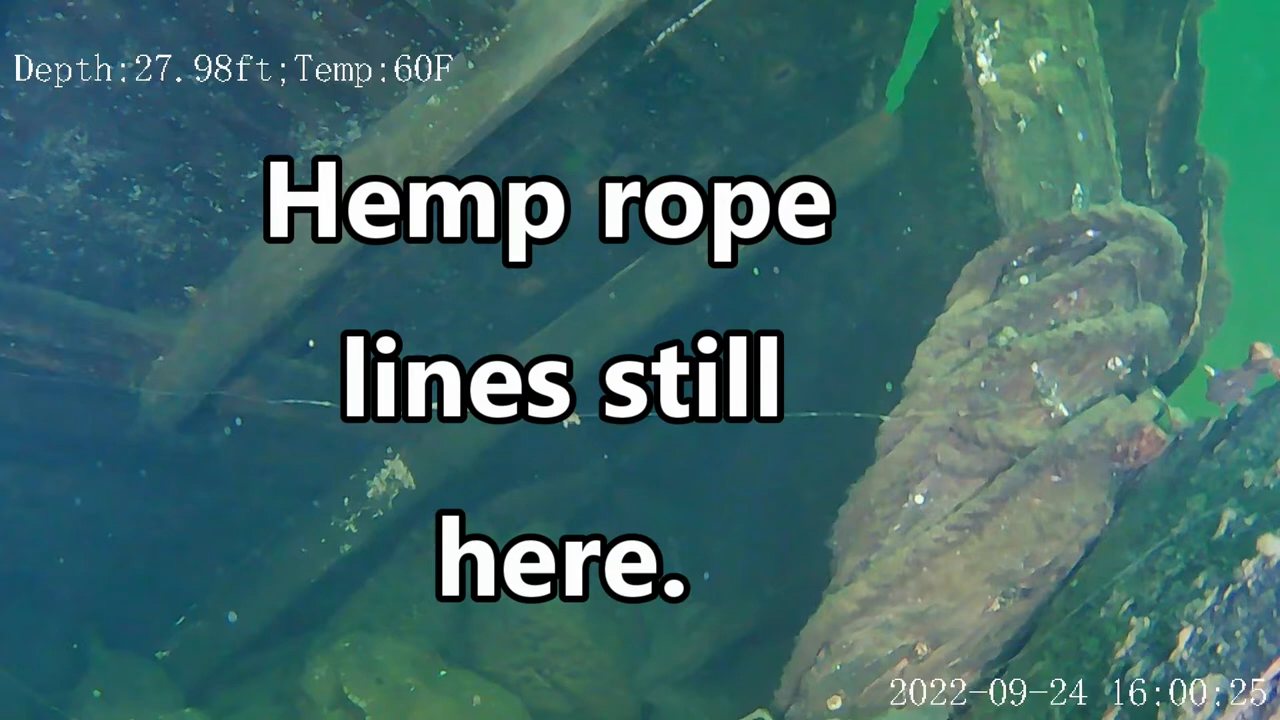 Depth:27.98ft;Temp:60F
Hemp rope
lines still
here.
2022-09-24 16:00:25